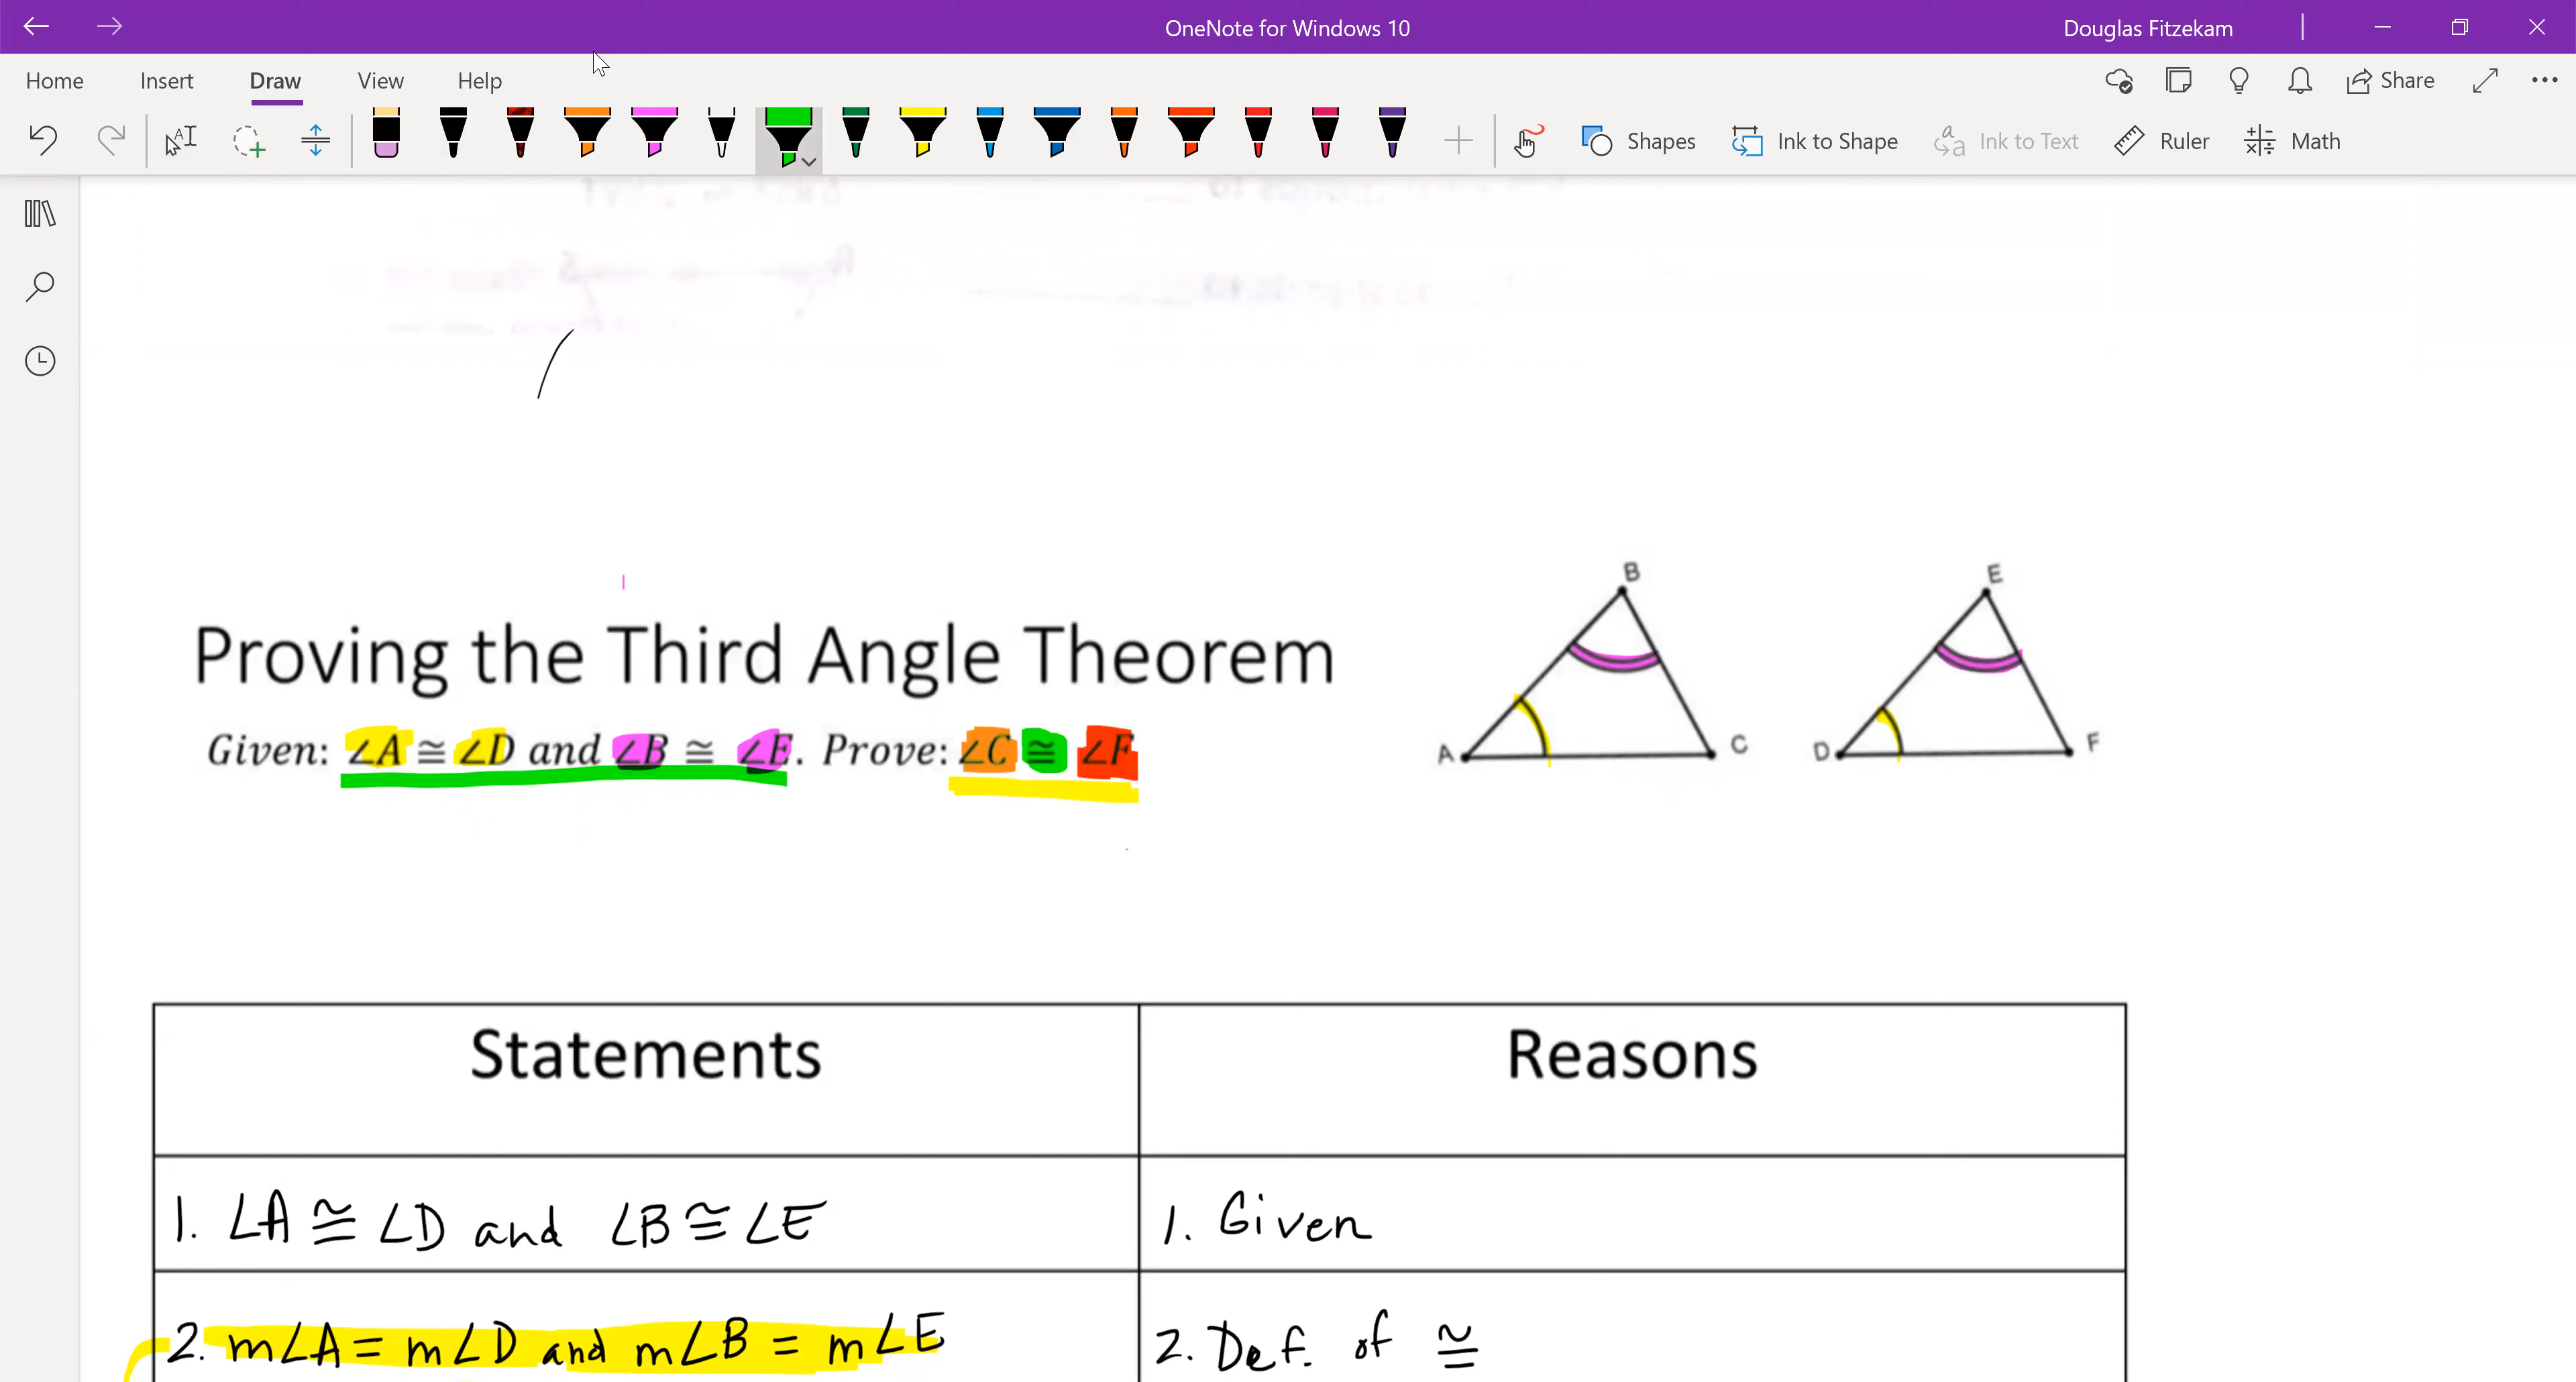 OneNote for Windows 10
Douglas Fitzekam
Home Insert Draw View Help
Share
Shapes Ink to Shape Ink to Text Ruler Math
Proving the Third Angle Theorem
Given: ∠A ≅ ∠D and ∠B ≅ ∠E. Prove: ∠C ≅ ∠F
B
A
C
E
D
F
Statements Reasons
1. ∠A ≅ ∠D and ∠B ≅ ∠E
1. Given
2. m∠A = m∠D and m∠B = m∠E
2. Def. of ≅